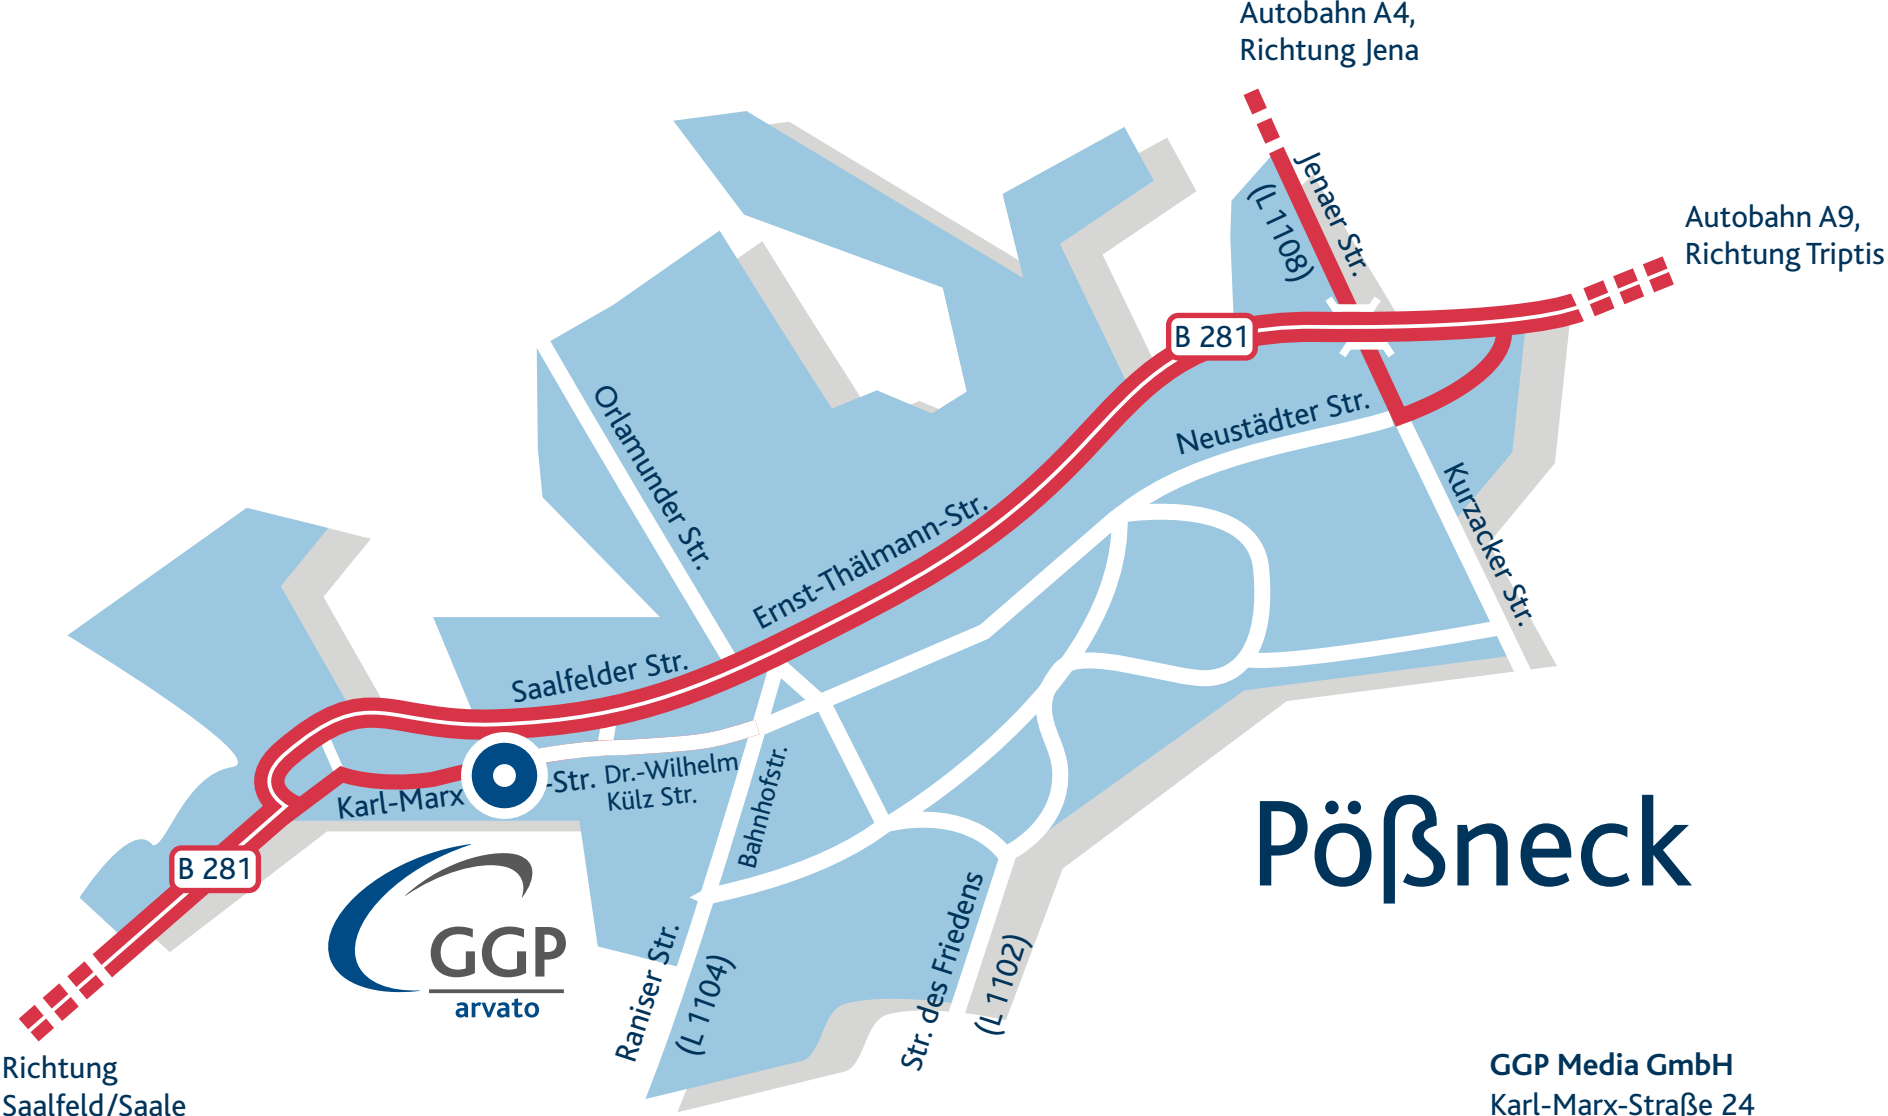 Autobahn A4,
Richtung Jena
Autobahn A9,
Richtung Triptis
Jenaer Str.
(L 1108)
B 281
Neustädter Str.
Kurzacker Str.
Orlamunder Str.
Ernst-Thälmann-Str.
Saalfelder Str.
Karl-Marx -Str.
Dr.-Wilhelm
Külz Str.
Bahnhofstr.
B 281
Raniser Str.
(L 1104)
Str. des Friedens
(L 1102)
Pößneck
GGP
arvato
Richtung
Saalfeld/Saale
GGP Media GmbH
Karl-Marx-Straße 24